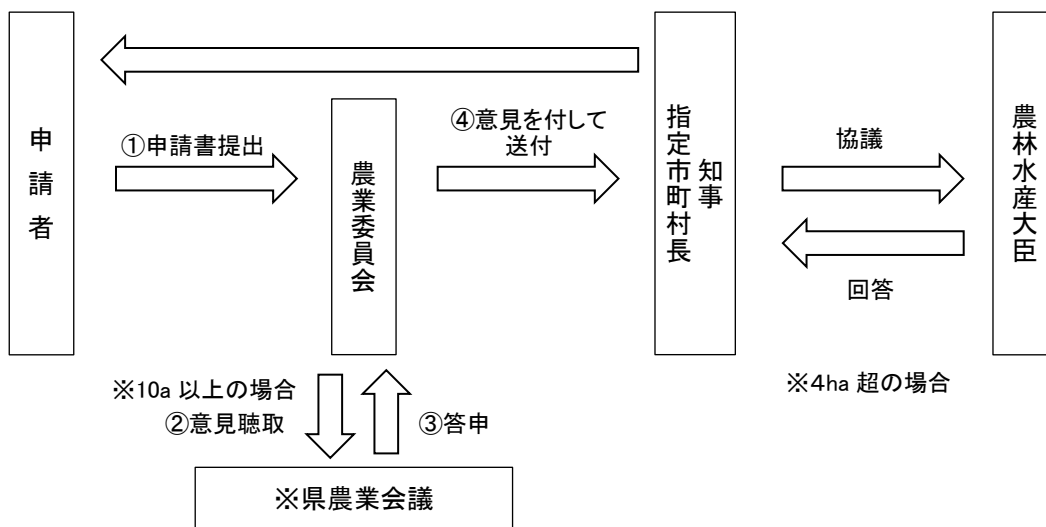 申請者
①申請書提出
農業委員会
④意見を付して
送付
知事
指定市町村長
協議
回答
農林水産大臣
※10a 以上の場合
②意見聴取
③答申
※4ha 超の場合
※県農業会議